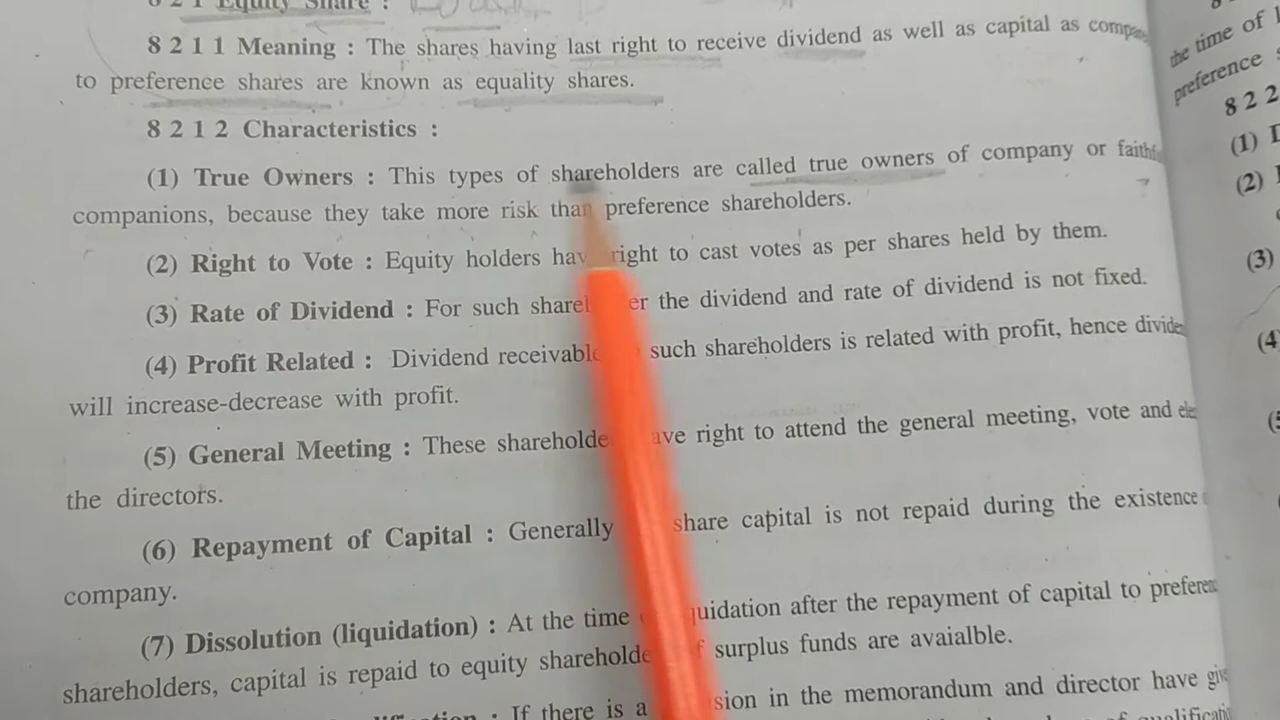 8 2 1 Equity Share :
8 2 1 1 Meaning : The shares having last right to receive dividend as well as capital as
to preference shares are known as equality shares.
8 2 1 2 Characteristics :
(1) True Owners : This types of shareholders are called true owners of company or
companions, because they take more risk than preference shareholders.
(2) Right to Vote : Equity holders right to cast votes as per shares held by them.
(3) Rate of Dividend : For such the dividend and rate of dividend is not fixed.
(4) Profit Related : Dividend such shareholders is related with profit, hence
will increase-decrease with profit.
(5) General Meeting : These right to attend the general meeting, vote and
the directors.
(6) Repayment of Capital : Generally share capital is not repaid during the existence
company.
(7) Dissolution (liquidation) : At the time after the repayment of capital to
shareholders, capital is repaid to equity surplus funds are avaialble.
: If there is a in the memorandum and director have
of
the time of
preference
8 2 2
(1)
(2)
(3)
(4